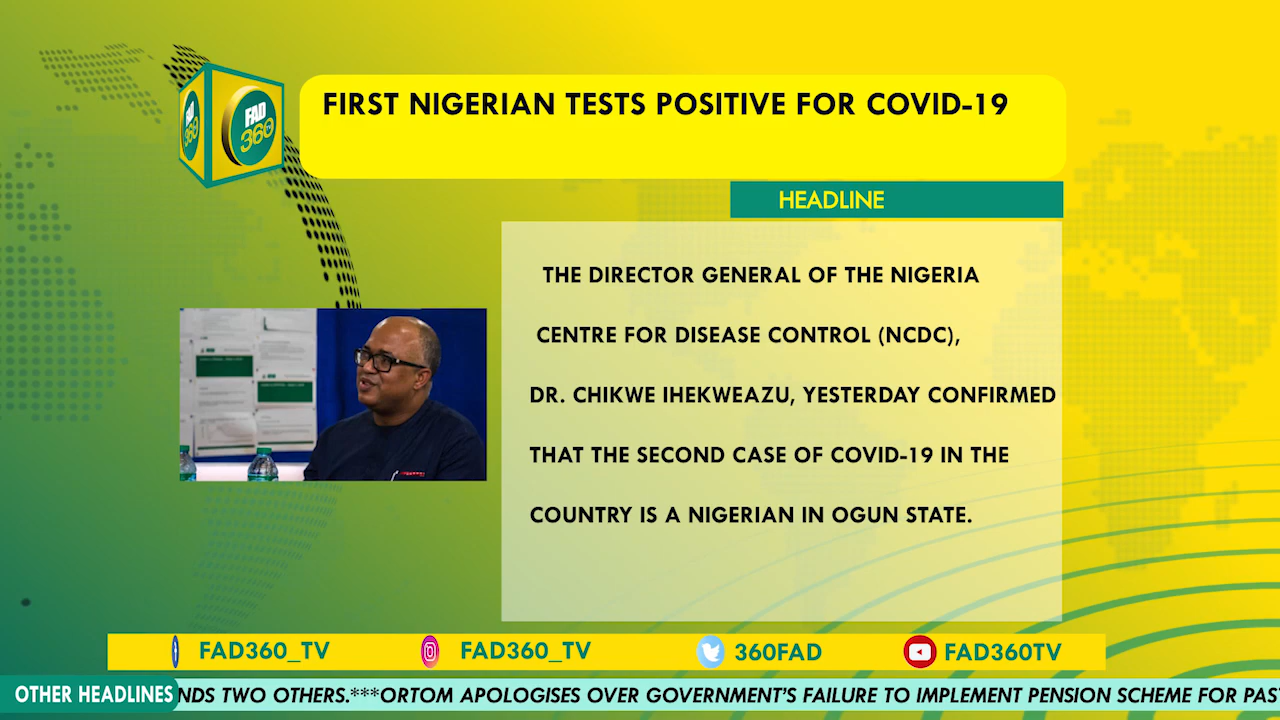 FIRST NIGERIAN TESTS POSITIVE FOR COVID-19
FAD
360
FAD
360
HEADLINE
THE DIRECTOR GENERAL OF THE NIGERIA
CENTRE FOR DISEASE CONTROL (NCDC),
DR. CHIKWE IHEKWEAZU, YESTERDAY CONFIRMED
THAT THE SECOND CASE OF COVID-19 IN THE
COUNTRY IS A NIGERIAN IN OGUN STATE.
FAD360_TV FAD360_TV 360FAD FAD360TV
OTHER HEADLINES NDS TWO OTHERS.***ORTOM APOLOGISES OVER GOVERNMENT'S FAILURE TO IMPLEMENT PENSION SCHEME FOR PAST